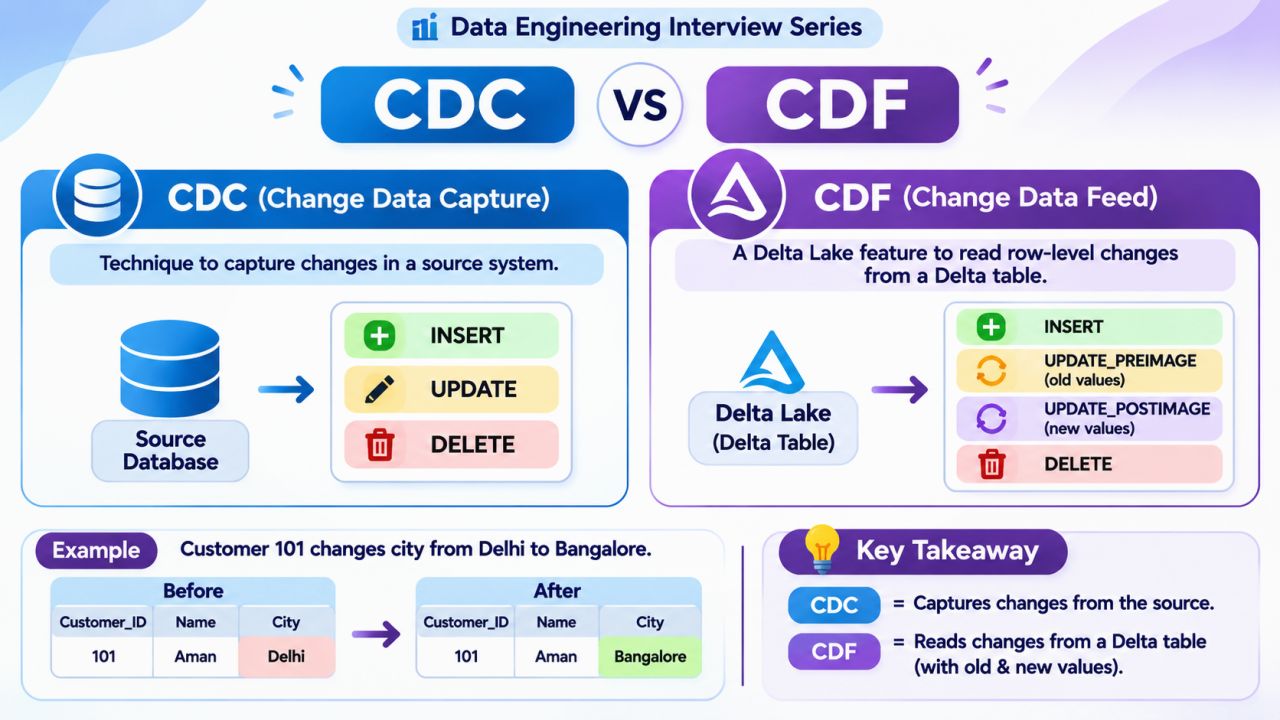 Data Engineering Interview Series
CDC
VS
CDF
CDC (Change Data Capture)
Technique to capture changes in a source system.
Source
Database
INSERT
UPDATE
DELETE
CDF (Change Data Feed)
A Delta Lake feature to read row-level changes
from a Delta table.
Delta Lake
(Delta Table)
INSERT
UPDATE_PREIMAGE
(old values)
UPDATE_POSTIMAGE
(new values)
DELETE
Example
Customer 101 changes city from Delhi to Bangalore.
Before
Customer_ID Name City
101 Aman Delhi
After
Customer_ID Name City
101 Aman Bangalore
Key Takeaway
CDC = Captures changes from the source.
CDF = Reads changes from a Delta table
(with old & new values).